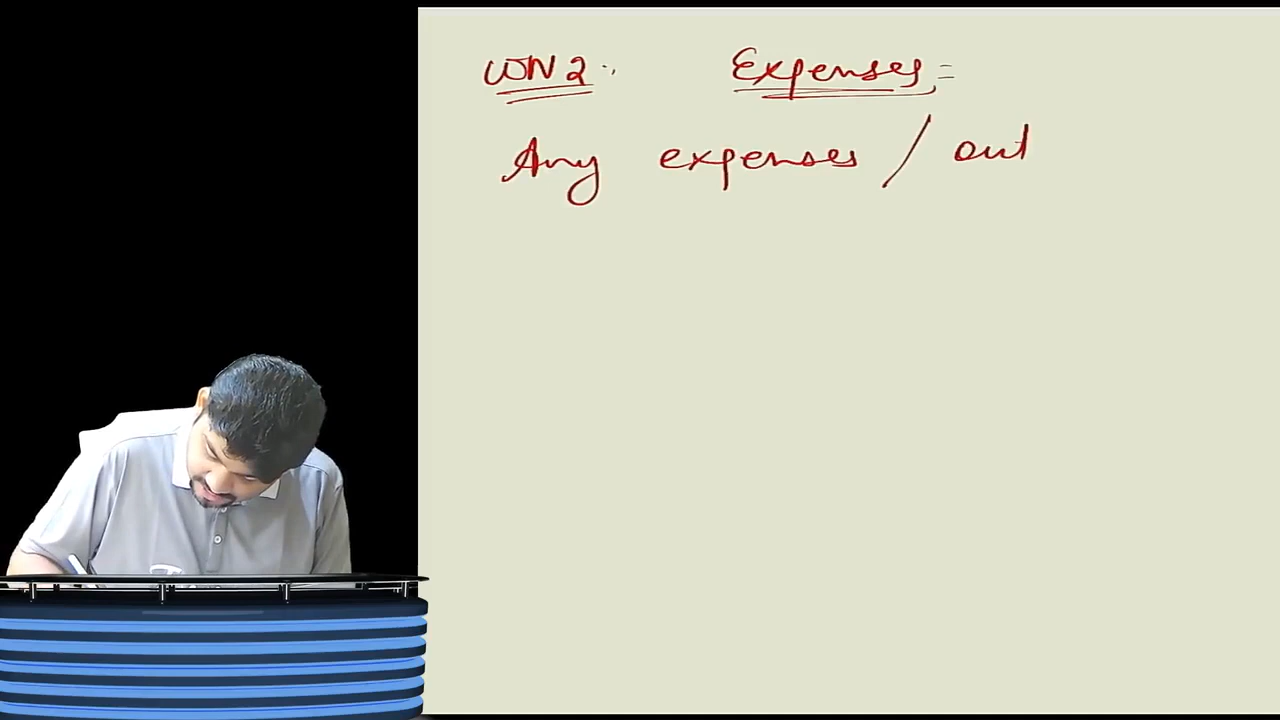 WN 2 :. Expenses =
Any expenses / out